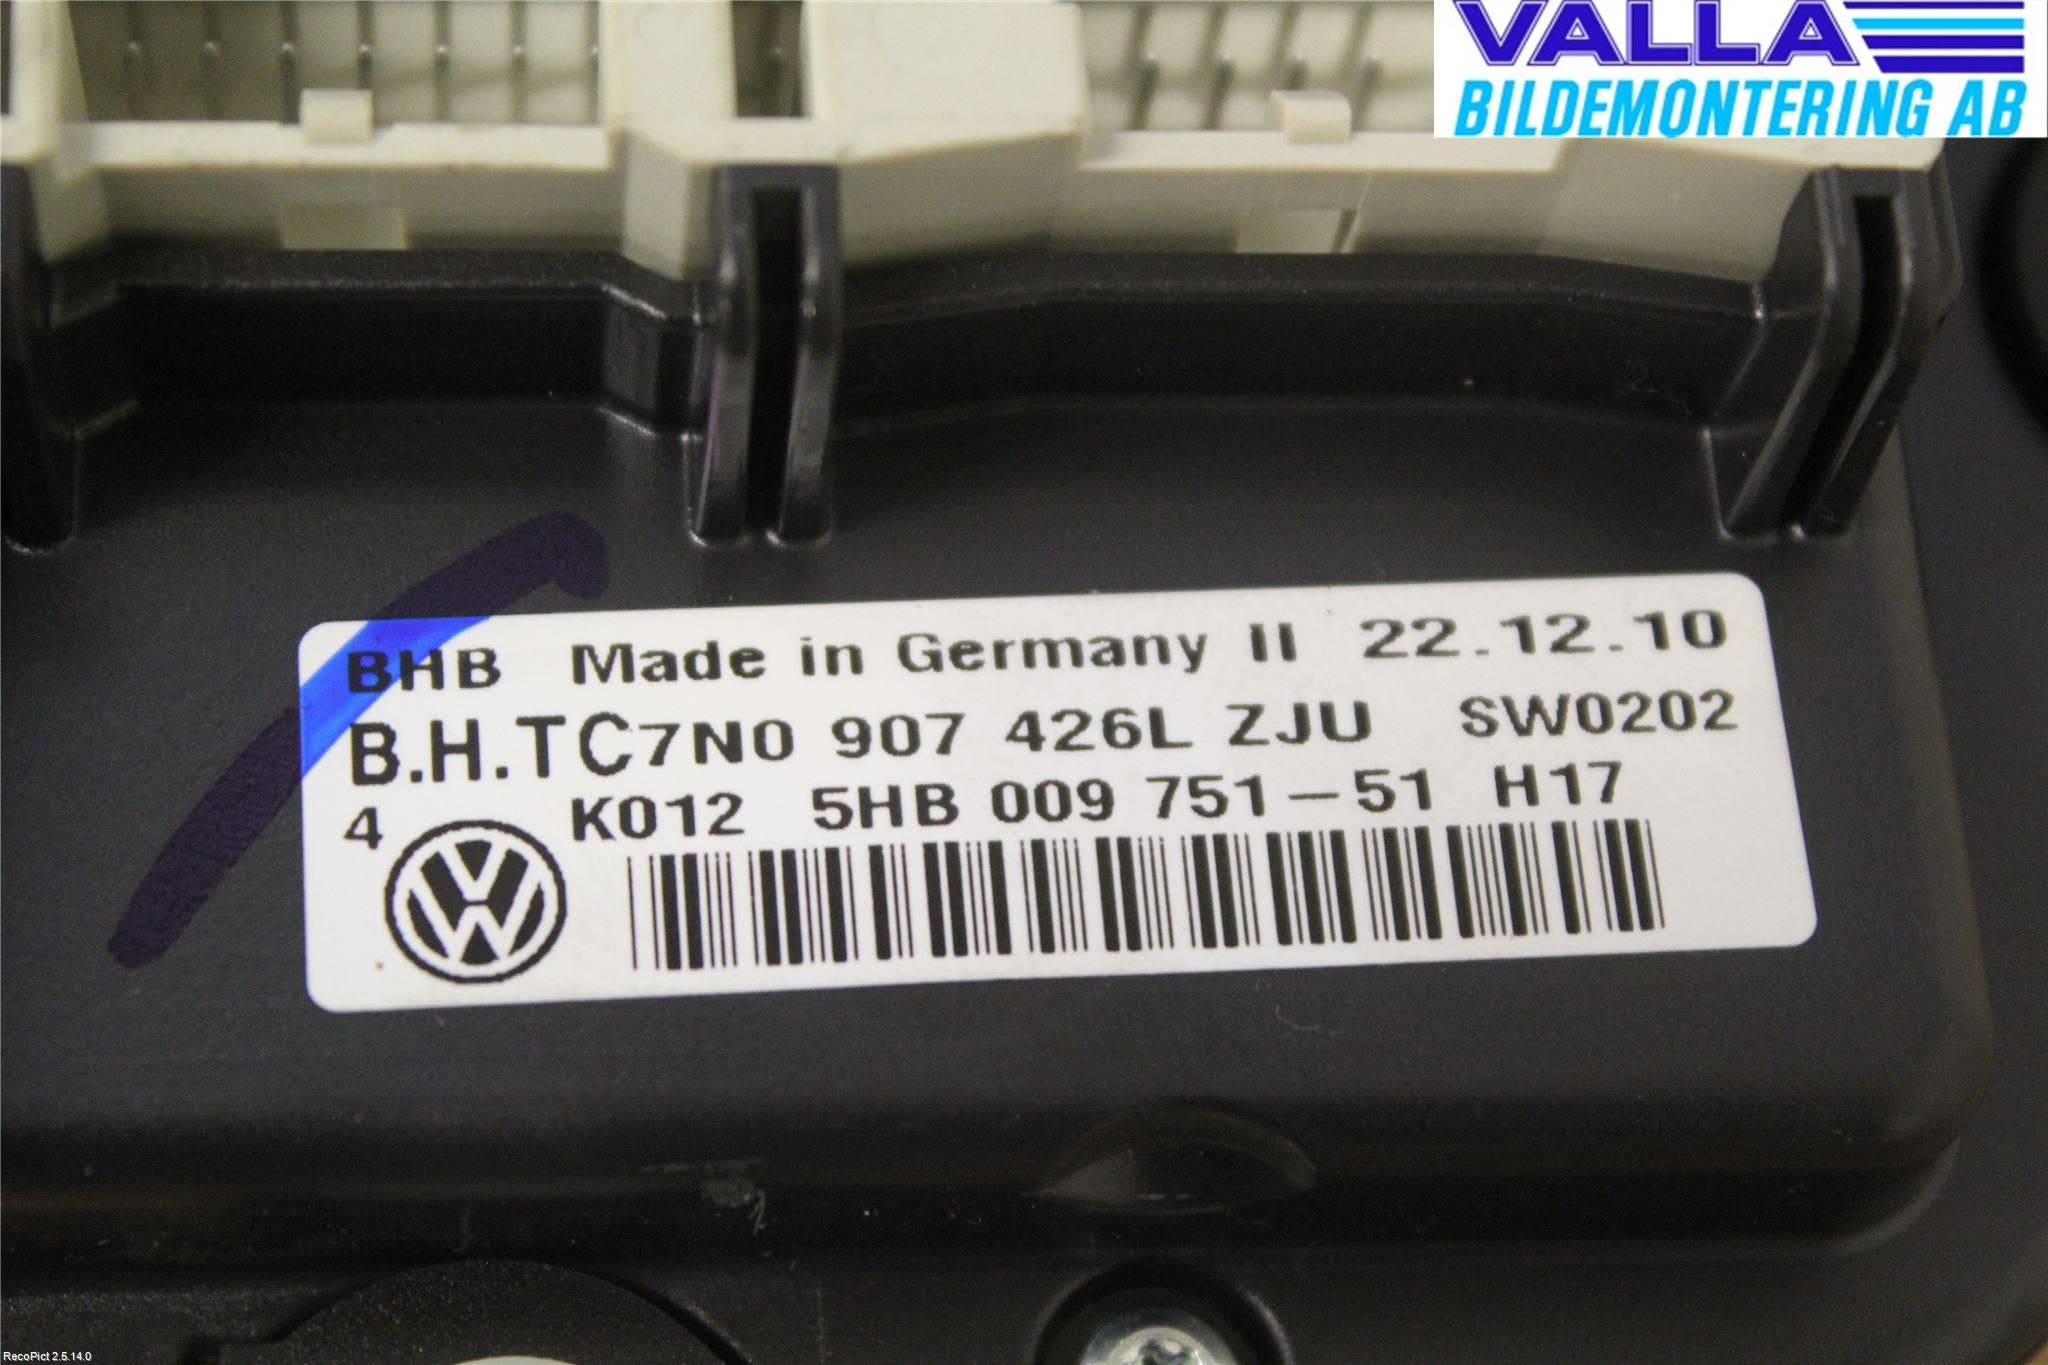 VALLA
BILDEMONTERING AB
BHB Made in Germany II 22.12.10
B.H.TC7N0 907 426L ZJU SW0202
4 K012 5HB 009 751-51 H17
RecoPict 2.5.14.0